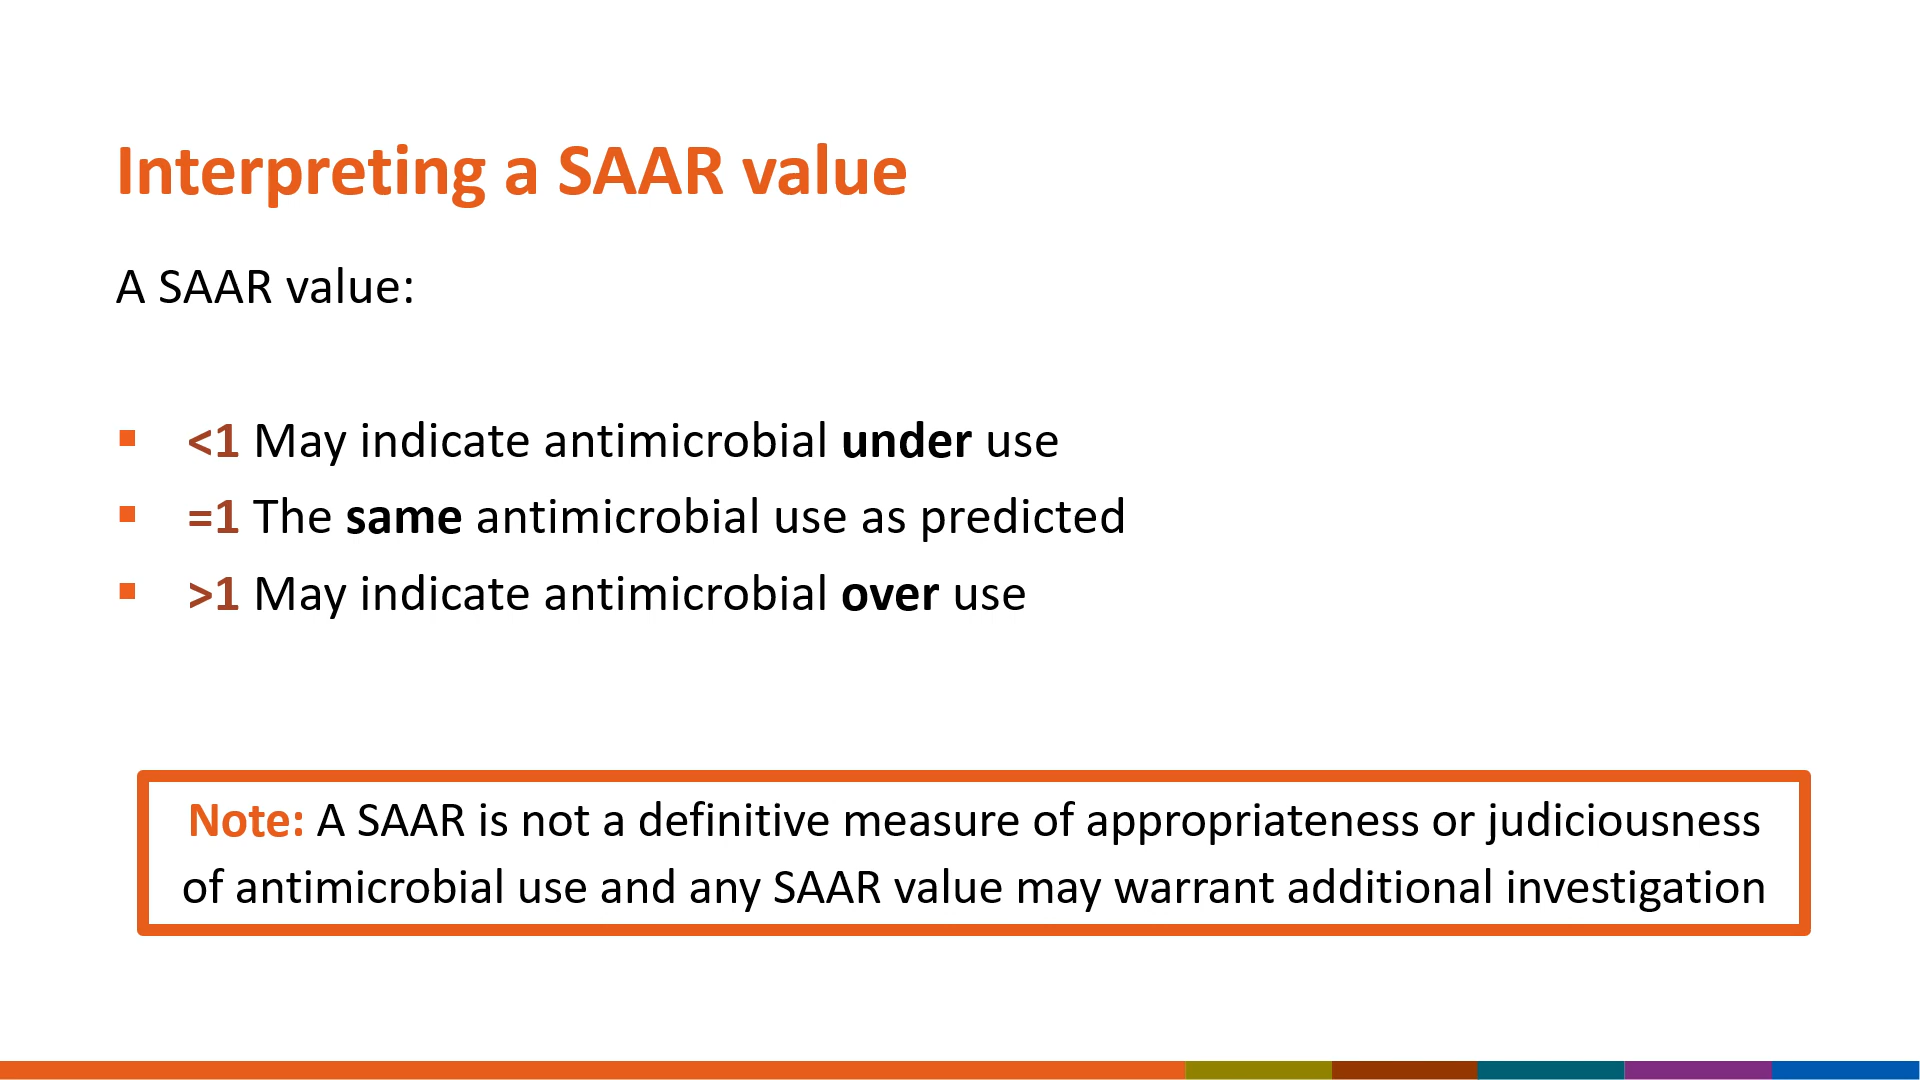 Interpreting a SAAR value
A SAAR value:
▪ <1 May indicate antimicrobial under use
▪ =1 The same antimicrobial use as predicted
▪ >1 May indicate antimicrobial over use
Note: A SAAR is not a definitive measure of appropriateness or judiciousness
of antimicrobial use and any SAAR value may warrant additional investigation